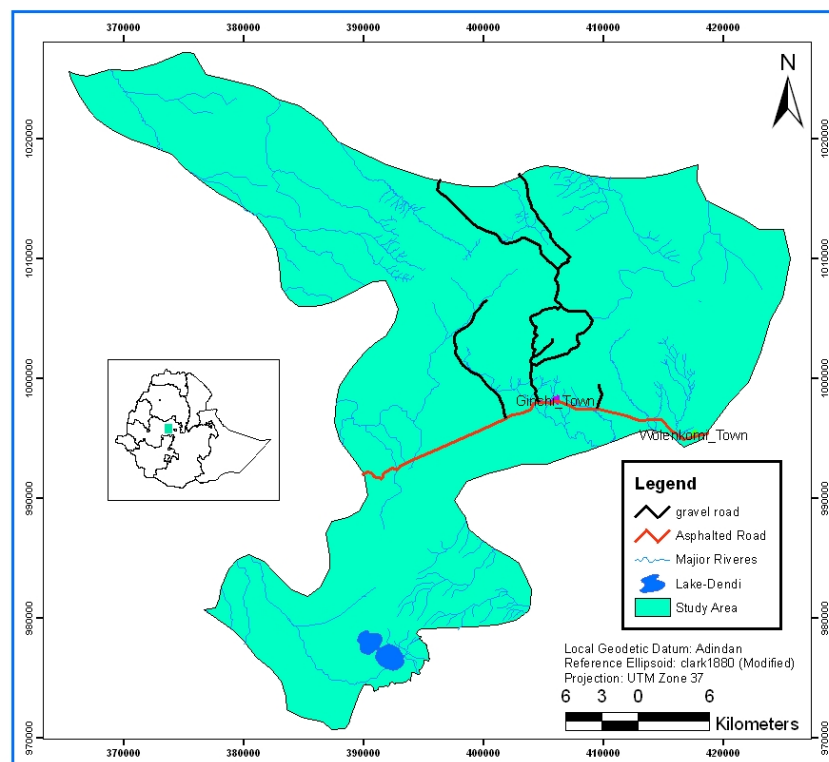 370000 380000 390000 400000 410000 420000
N
1020000 1020000
1010000 1010000
1000000 1000000
Ginchi_Town
Wolenkomi_Town
990000 990000
Legend
gravel road
Asphalted Road
Majior Riveres
Lake-Dendi
Study Area
980000 980000
Local Geodetic Datum: Adindan
Reference Ellipsoid: clark1880 (Modified)
Projection: UTM Zone 37
6 3 0 6
Kilometers
970000 970000
370000 380000 390000 400000 410000 420000